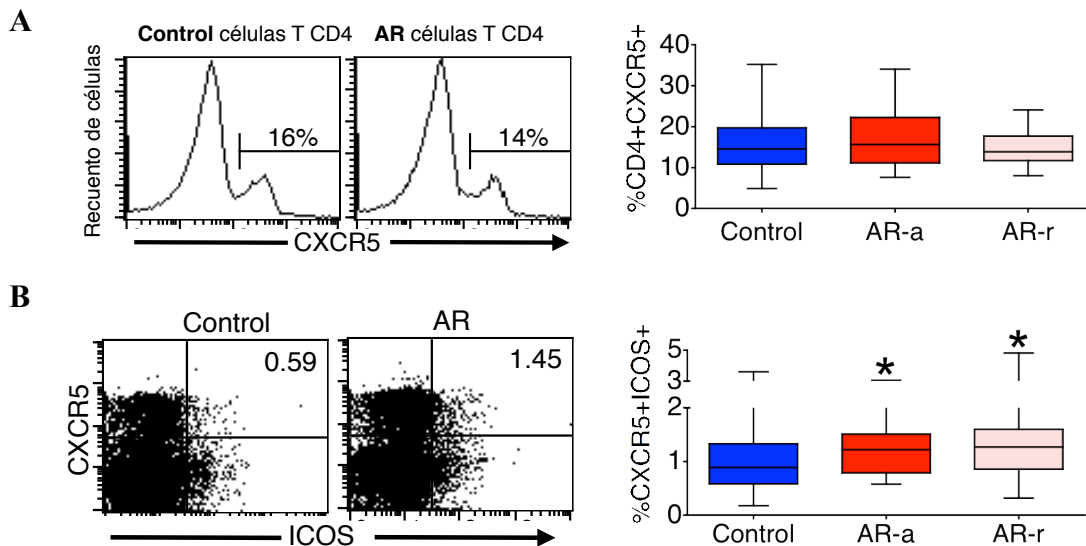 A
Control células T CD4
AR células T CD4
Recuento de células
16%
14%
CXCR5
%CD4+CXCR5+
40
30
20
10
0
Control
AR-a
AR-r
B
Control
AR
0.59
1.45
CXCR5
ICOS
%CXCR5+ICOS+
5
3
2
1
0
*
*
Control
AR-a
AR-r